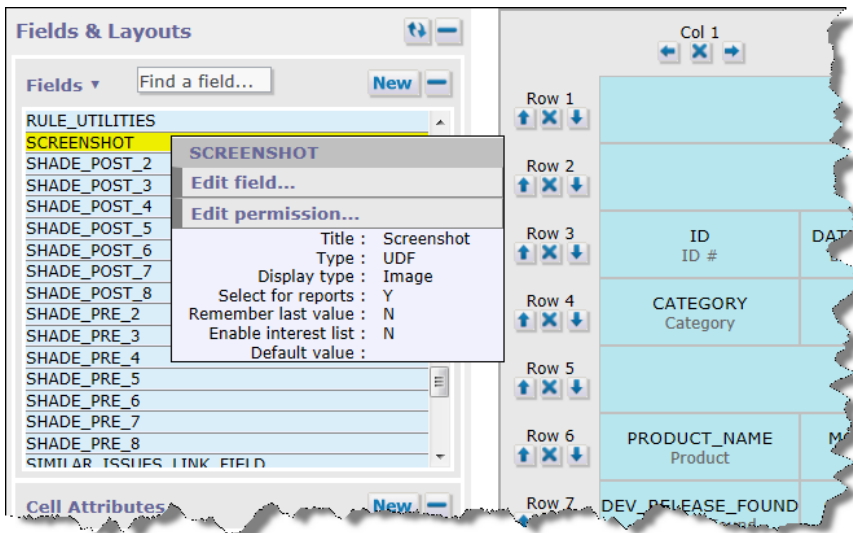 Fields & Layouts
Fields ▼ Find a field... New
RULE_UTILITIES
SCREENSHOT
SHADE_POST_2
SHADE_POST_3
SHADE_POST_4
SHADE_POST_5
SHADE_POST_6
SHADE_POST_7
SHADE_POST_8
SHADE_PRE_2
SHADE_PRE_3
SHADE_PRE_4
SHADE_PRE_5
SHADE_PRE_6
SHADE_PRE_7
SHADE_PRE_8
SIMILAR_ISSUES_LINK_FIELD
SCREENSHOT
Edit field...
Edit permission...
Title : Screenshot
Type : UDF
Display type : Image
Select for reports : Y
Remember last value : N
Enable interest list : N
Default value :
Cell Attributes New
Col 1
Row 1
Row 2
Row 3
ID
ID #
Row 4
CATEGORY
Category
Row 5
Row 6
PRODUCT_NAME
Product
Row 7
DEV_RELEASE_FOUND